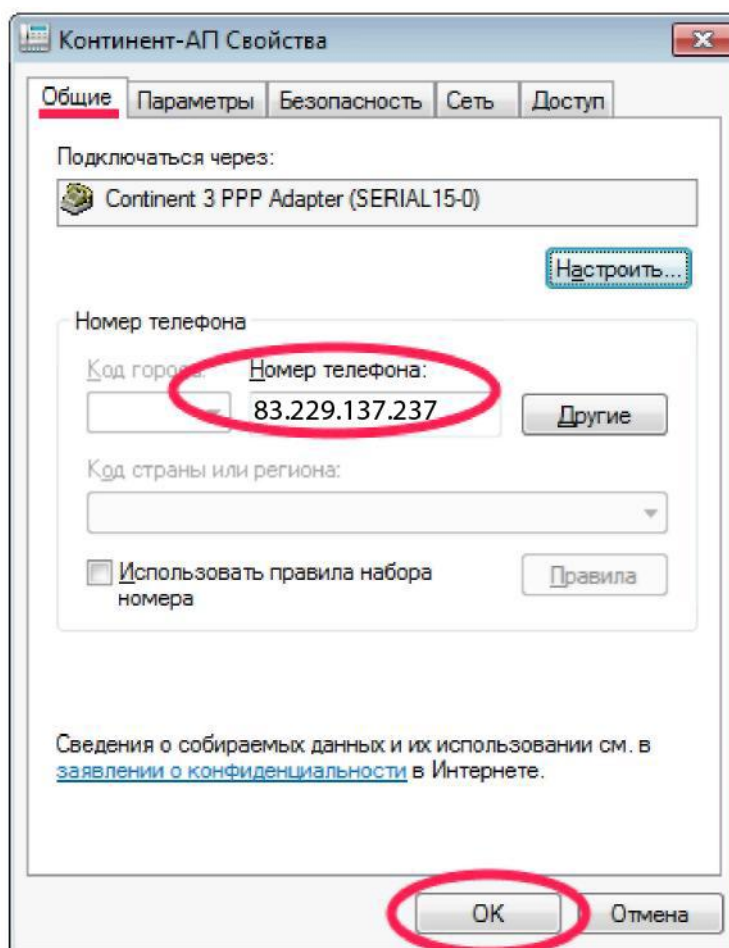 Континент-АП Свойства
Общие Параметры Безопасность Сеть Доступ
Подключаться через:
Continent 3 PPP Adapter (SERIAL15-0)
Настроить...
Номер телефона
Код города: Номер телефона:
83.229.137.237 Другие
Код страны или региона:
Использовать правила набора
номера
Правила
Сведения о собираемых данных и их использовании см. в
заявлении о конфиденциальности в Интернете.
OK Отмена